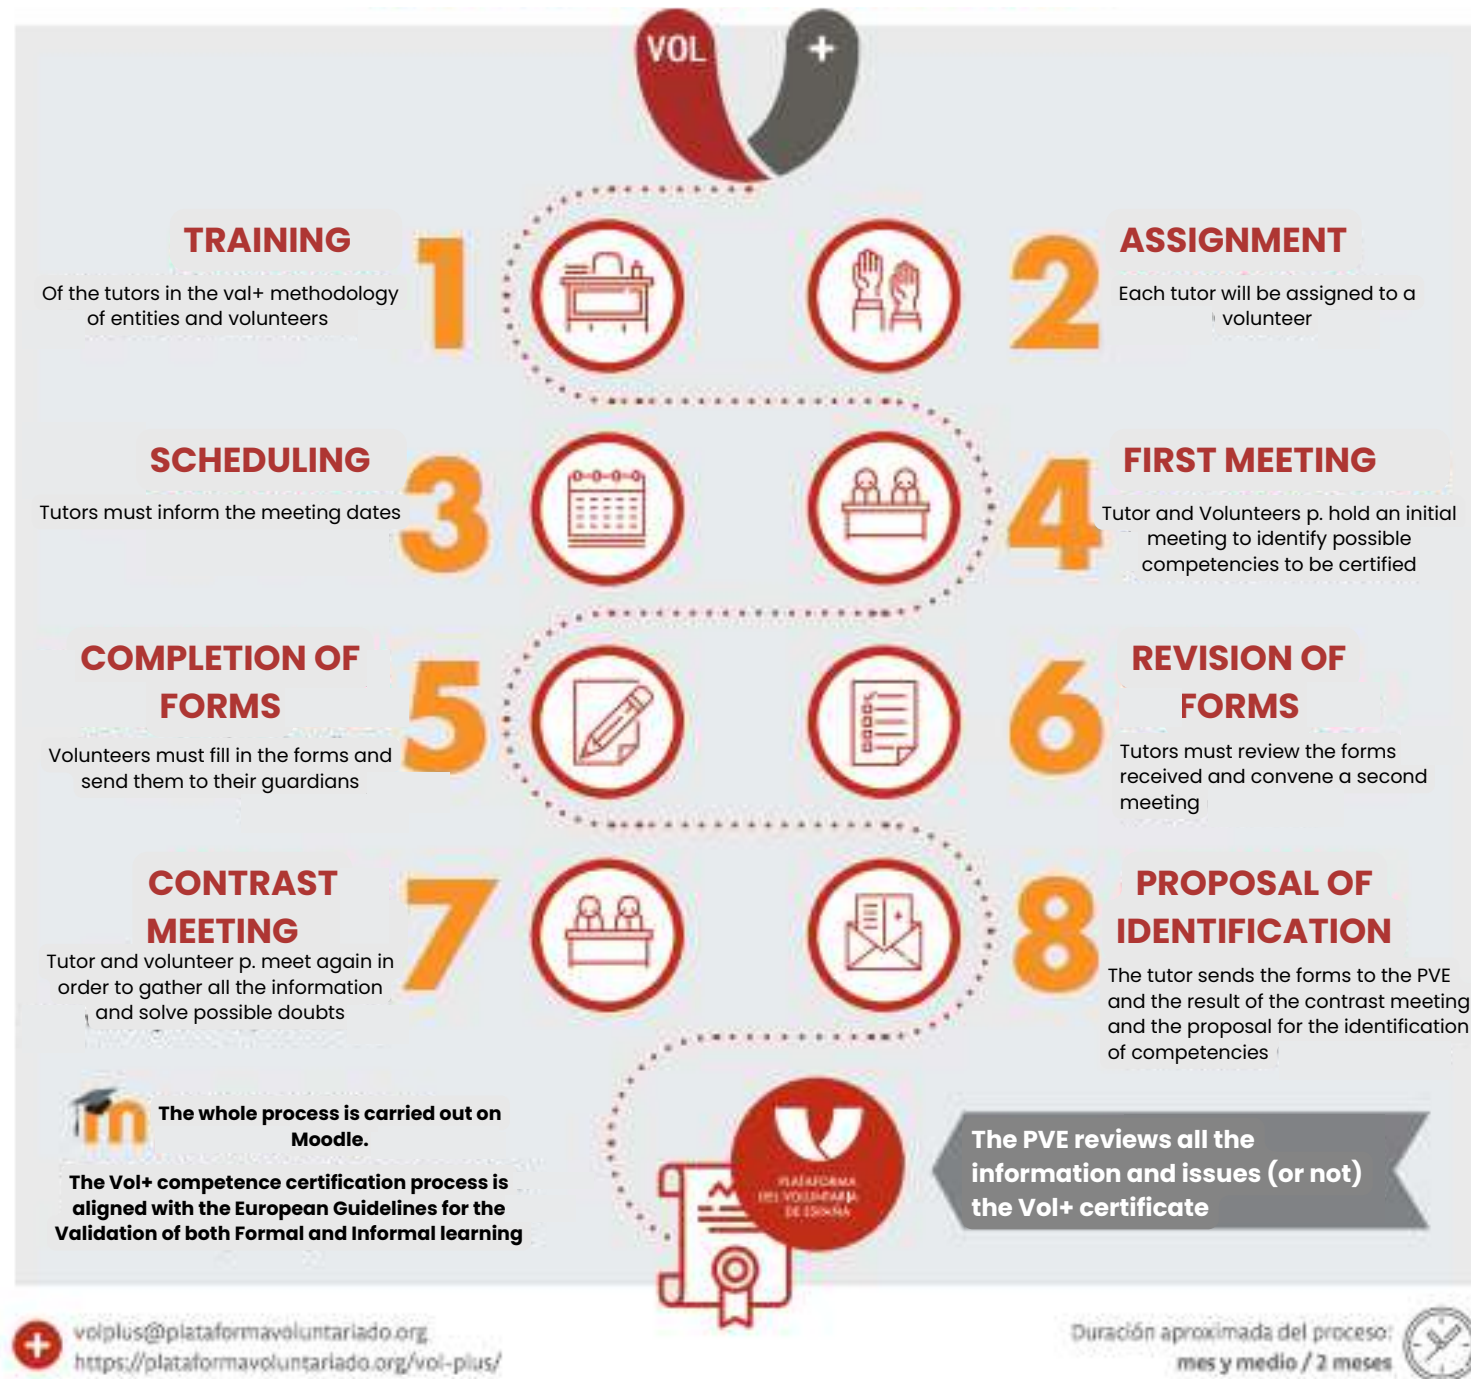 VOL +
TRAINING
1
Of the tutors in the val+ methodology
of entities and volunteers
2
ASSIGNMENT
Each tutor will be assigned to a
volunteer
SCHEDULING
3
Tutors must inform the meeting dates
4
FIRST MEETING
Tutor and Volunteers p. hold an initial
meeting to identify possible
competencies to be certified
COMPLETION OF
FORMS
5
Volunteers must fill in the forms and
send them to their guardians
6
REVISION OF
FORMS
Tutors must review the forms
received and convene a second
meeting
CONTRAST
MEETING
7
Tutor and volunteer p. meet again in
order to gather all the information
and solve possible doubts
8
PROPOSAL OF
IDENTIFICATION
The tutor sends the forms to the PVE
and the result of the contrast meeting
and the proposal for the identification
of competencies
m
The whole process is carried out on
Moodle.
The Vol+ competence certification process is
aligned with the European Guidelines for the
Validation of both Formal and Informal learning
PLATAFORMA
DEL VOLUNTARIA
DE ESPAÑA
The PVE reviews all the
information and issues (or not)
the Vol+ certificate
+
volplus@plataformavoluntariado.org
https://plataformavoluntariado.org/vol-plus/
Duración aproximada del proceso:
mes y medio / 2 meses